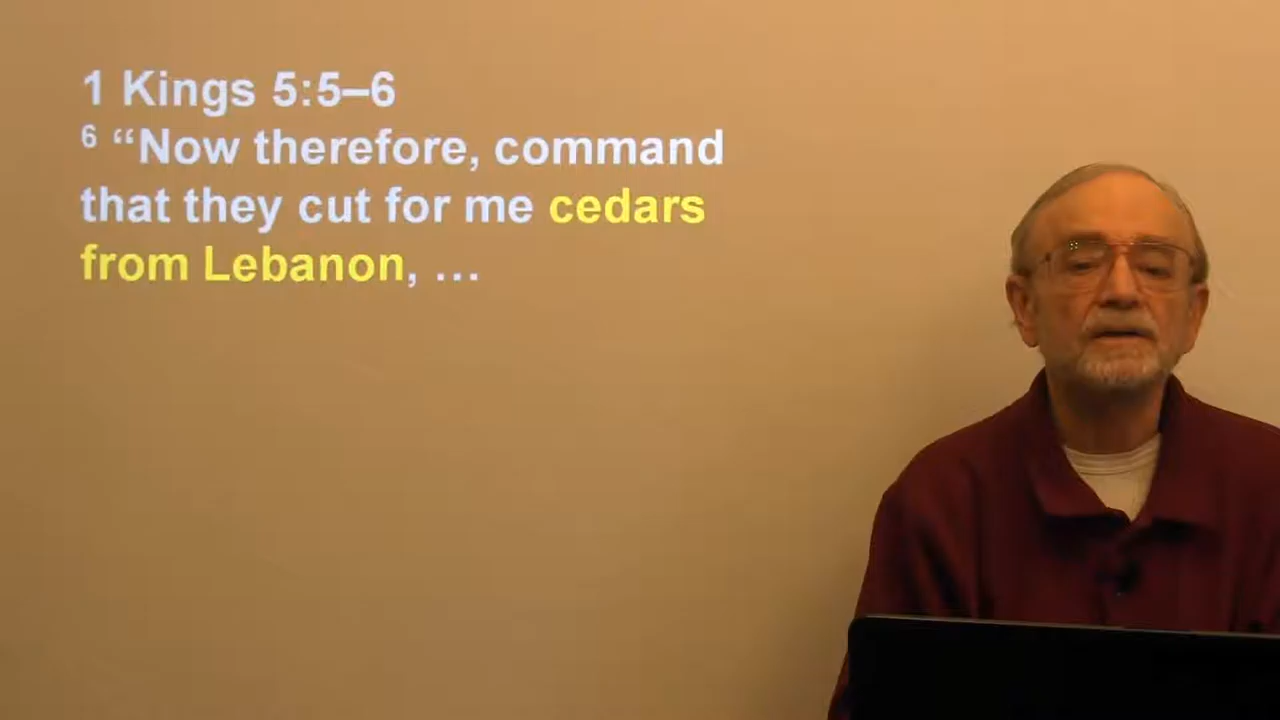 1 Kings 5:5–6
6 “Now therefore, command
that they cut for me cedars
from Lebanon, …